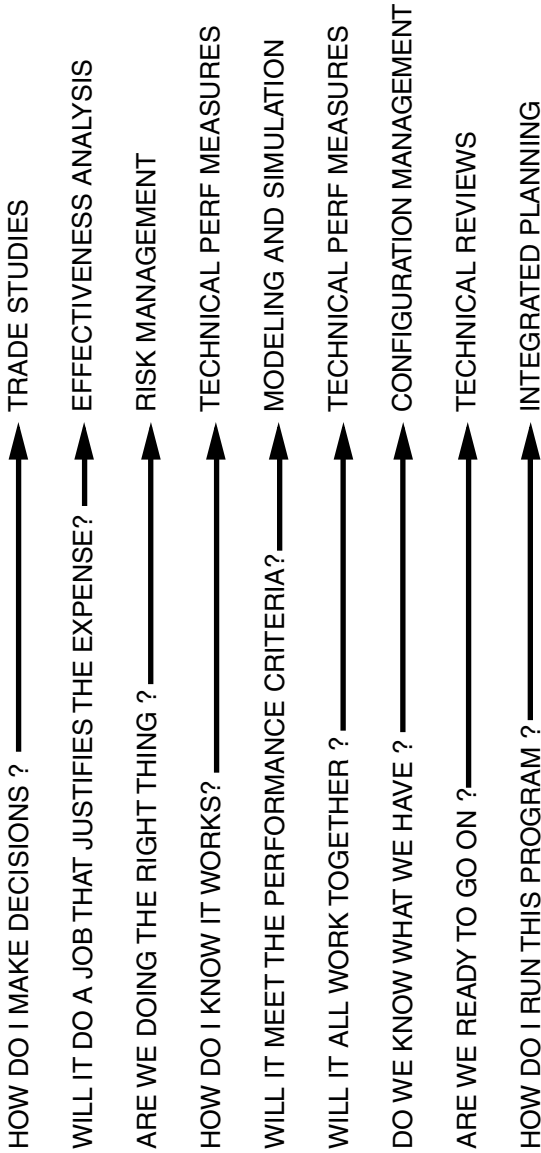 HOW DO I MAKE DECISIONS ? TRADE STUDIES
WILL IT DO A JOB THAT JUSTIFIES THE EXPENSE? EFFECTIVENESS ANALYSIS
ARE WE DOING THE RIGHT THING ? RISK MANAGEMENT
HOW DO I KNOW IT WORKS? TECHNICAL PERF MEASURES
WILL IT MEET THE PERFORMANCE CRITERIA? MODELING AND SIMULATION
WILL IT ALL WORK TOGETHER ? TECHNICAL PERF MEASURES
DO WE KNOW WHAT WE HAVE ? CONFIGURATION MANAGEMENT
ARE WE READY TO GO ON ? TECHNICAL REVIEWS
HOW DO I RUN THIS PROGRAM ? INTEGRATED PLANNING